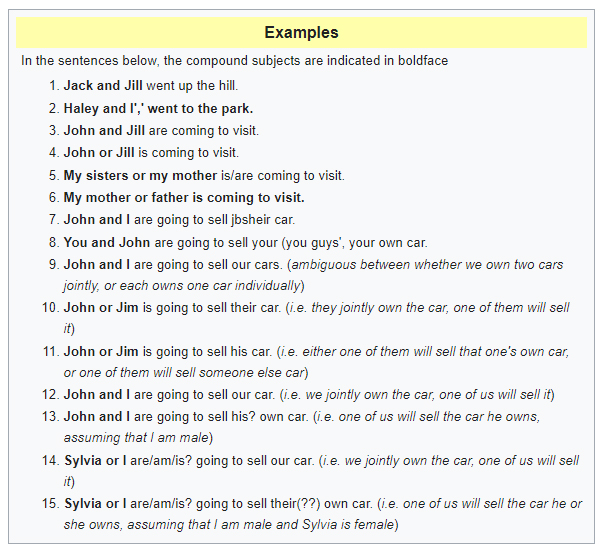 Examples
In the sentences below, the compound subjects are indicated in boldface
1. Jack and Jill went up the hill.
2. Haley and I',' went to the park.
3. John and Jill are coming to visit.
4. John or Jill is coming to visit.
5. My sisters or my mother is/are coming to visit.
6. My mother or father is coming to visit.
7. John and I are going to sell jbsheir car.
8. You and John are going to sell your (you guys', your own car.
9. John and I are going to sell our cars. (ambiguous between whether we own two cars
jointly, or each owns one car individually)
10. John or Jim is going to sell their car. (i.e. they jointly own the car, one of them will sell
it)
11. John or Jim is going to sell his car. (i.e. either one of them will sell that one's own car,
or one of them will sell someone else car)
12. John and I are going to sell our car. (i.e. we jointly own the car, one of us will sell it)
13. John and I are going to sell his? own car. (i.e. one of us will sell the car he owns,
assuming that I am male)
14. Sylvia or I are/am/is? going to sell our car. (i.e. we jointly own the car, one of us will sell
it)
15. Sylvia or I are/am/is? going to sell their(??) own car. (i.e. one of us will sell the car he or
she owns, assuming that I am male and Sylvia is female)